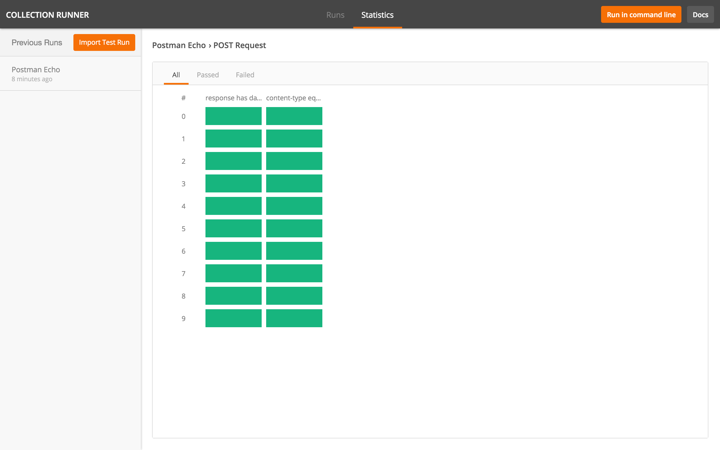 COLLECTION RUNNER
Runs
Statistics
Run in command line
Docs
Previous Runs
Import Test Run
Postman Echo
8 minutes ago
Postman Echo › POST Request
All
Passed
Failed
# response has da... content-type eq...
0
1
2
3
4
5
6
7
8
9